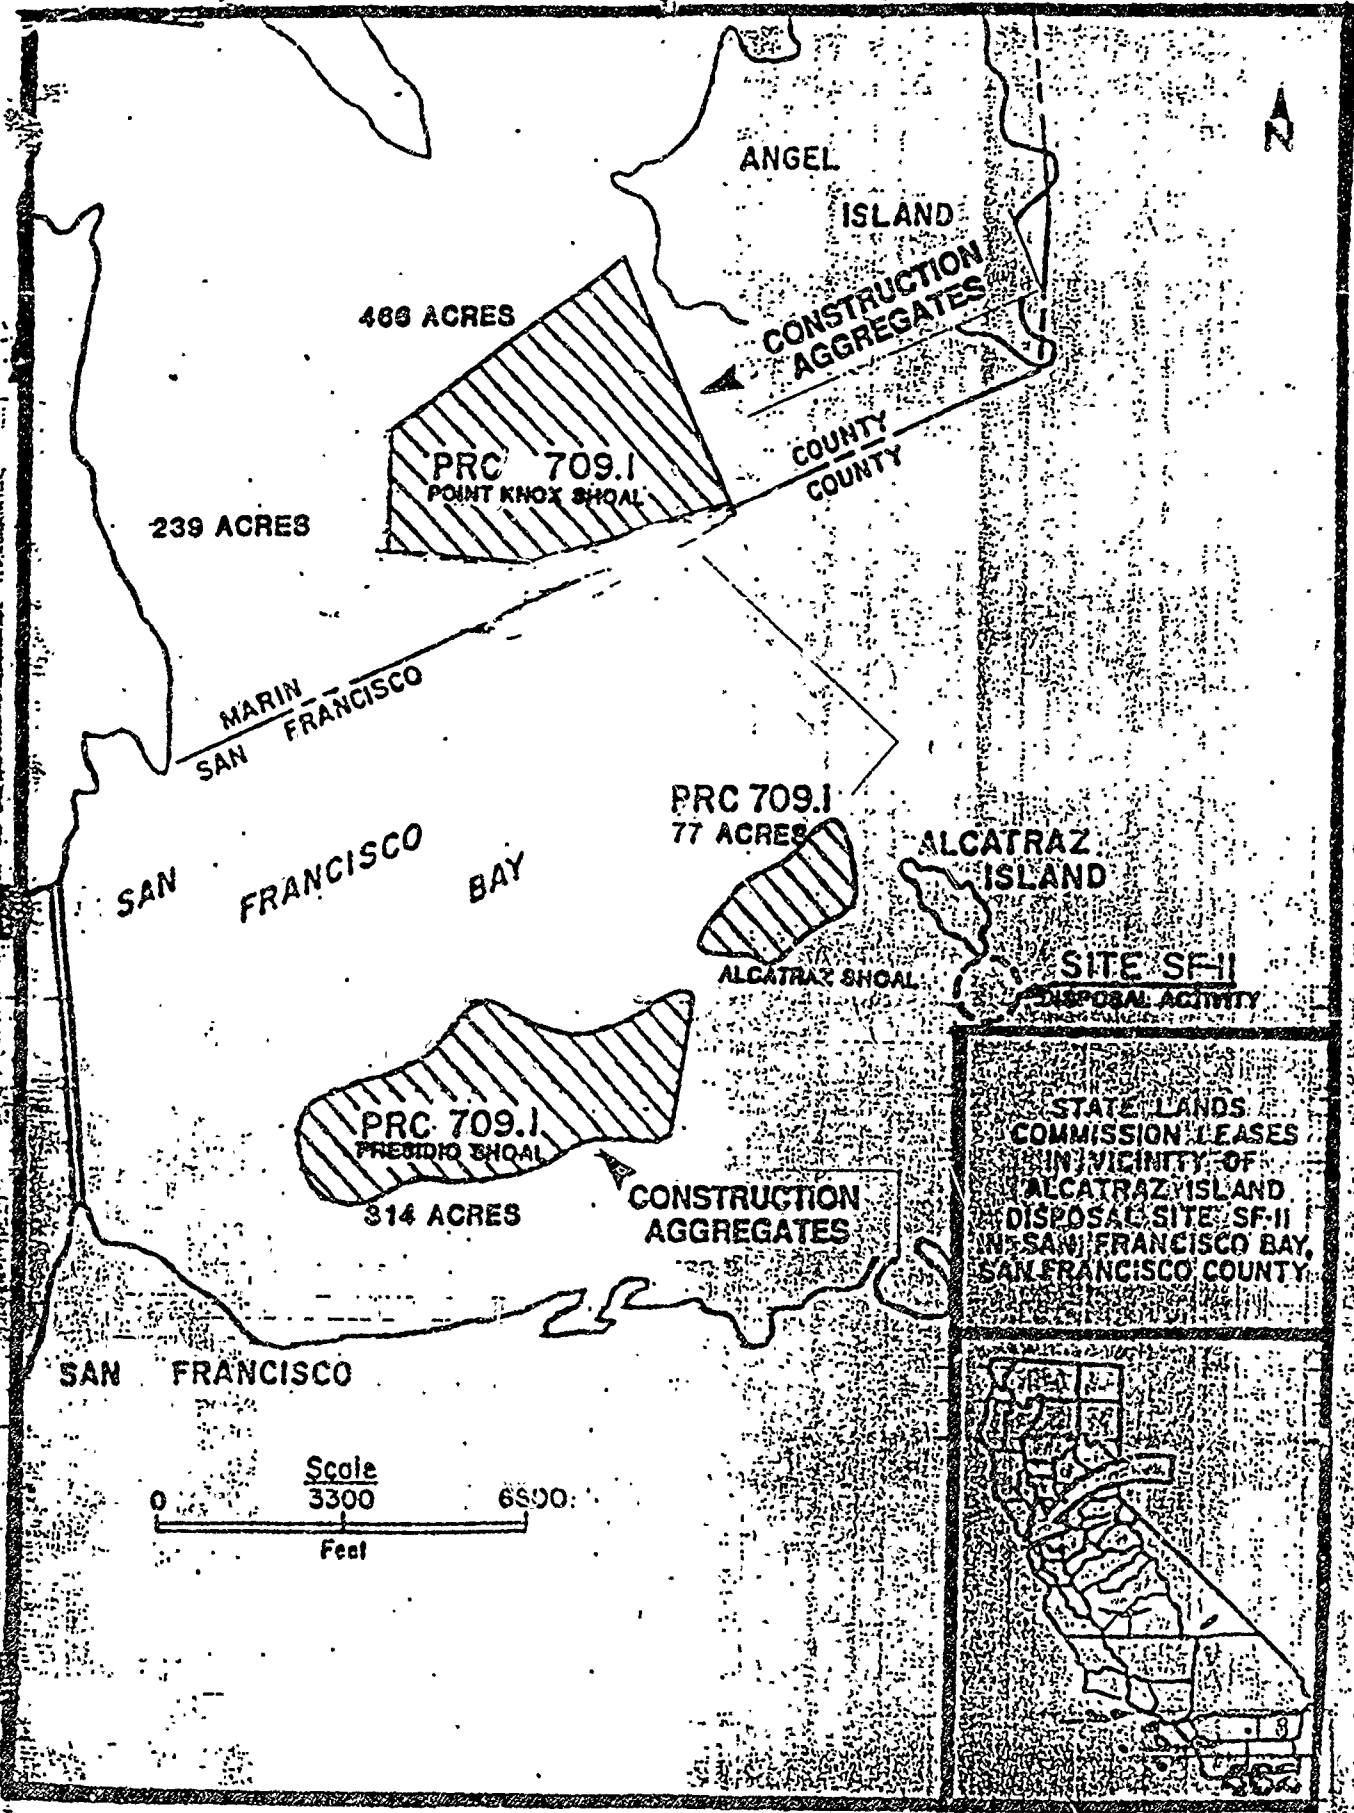 N
ANGEL
ISLAND
CONSTRUCTION
AGGREGATES
466 ACRES
COUNTY
COUNTY
PRC 709.1
POINT KNOX SHOAL
239 ACRES
MARIN
SAN FRANCISCO
PRC 709.1
77 ACRES
ALCATRAZ
ISLAND
SAN FRANCISCO BAY
ALCATRAZ SHOAL
SITE SF-11
DISPOSAL ACTIVITY
PRC 709.1
PRESIDIO SHOAL
314 ACRES
CONSTRUCTION
AGGREGATES
STATE LANDS
COMMISSION LEASES
IN VICINITY OF
ALCATRAZ ISLAND
DISPOSAL SITE SF-11
IN SAN FRANCISCO BAY,
SAN FRANCISCO COUNTY
SAN FRANCISCO
Scale
0 3300 6600
Feet